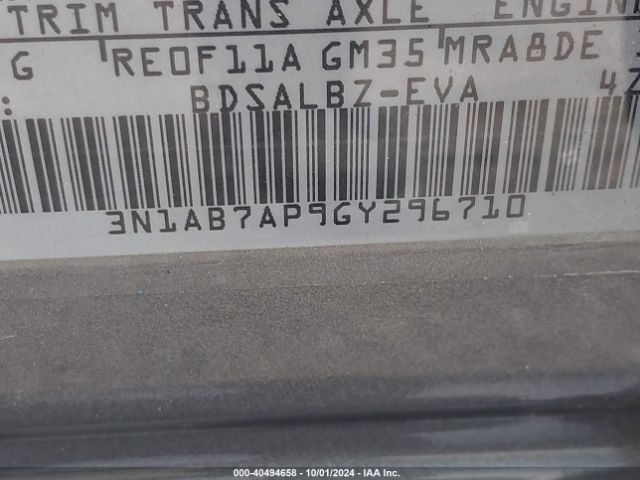 TRIM TRANS AXLE ENGIN
G RE0F11A GM35 MRA8DE
: BDSALBZ-EVA 4Z
3N1AB7AP9GY296710
000-40494658 - 10/01/2024 - IAA Inc.